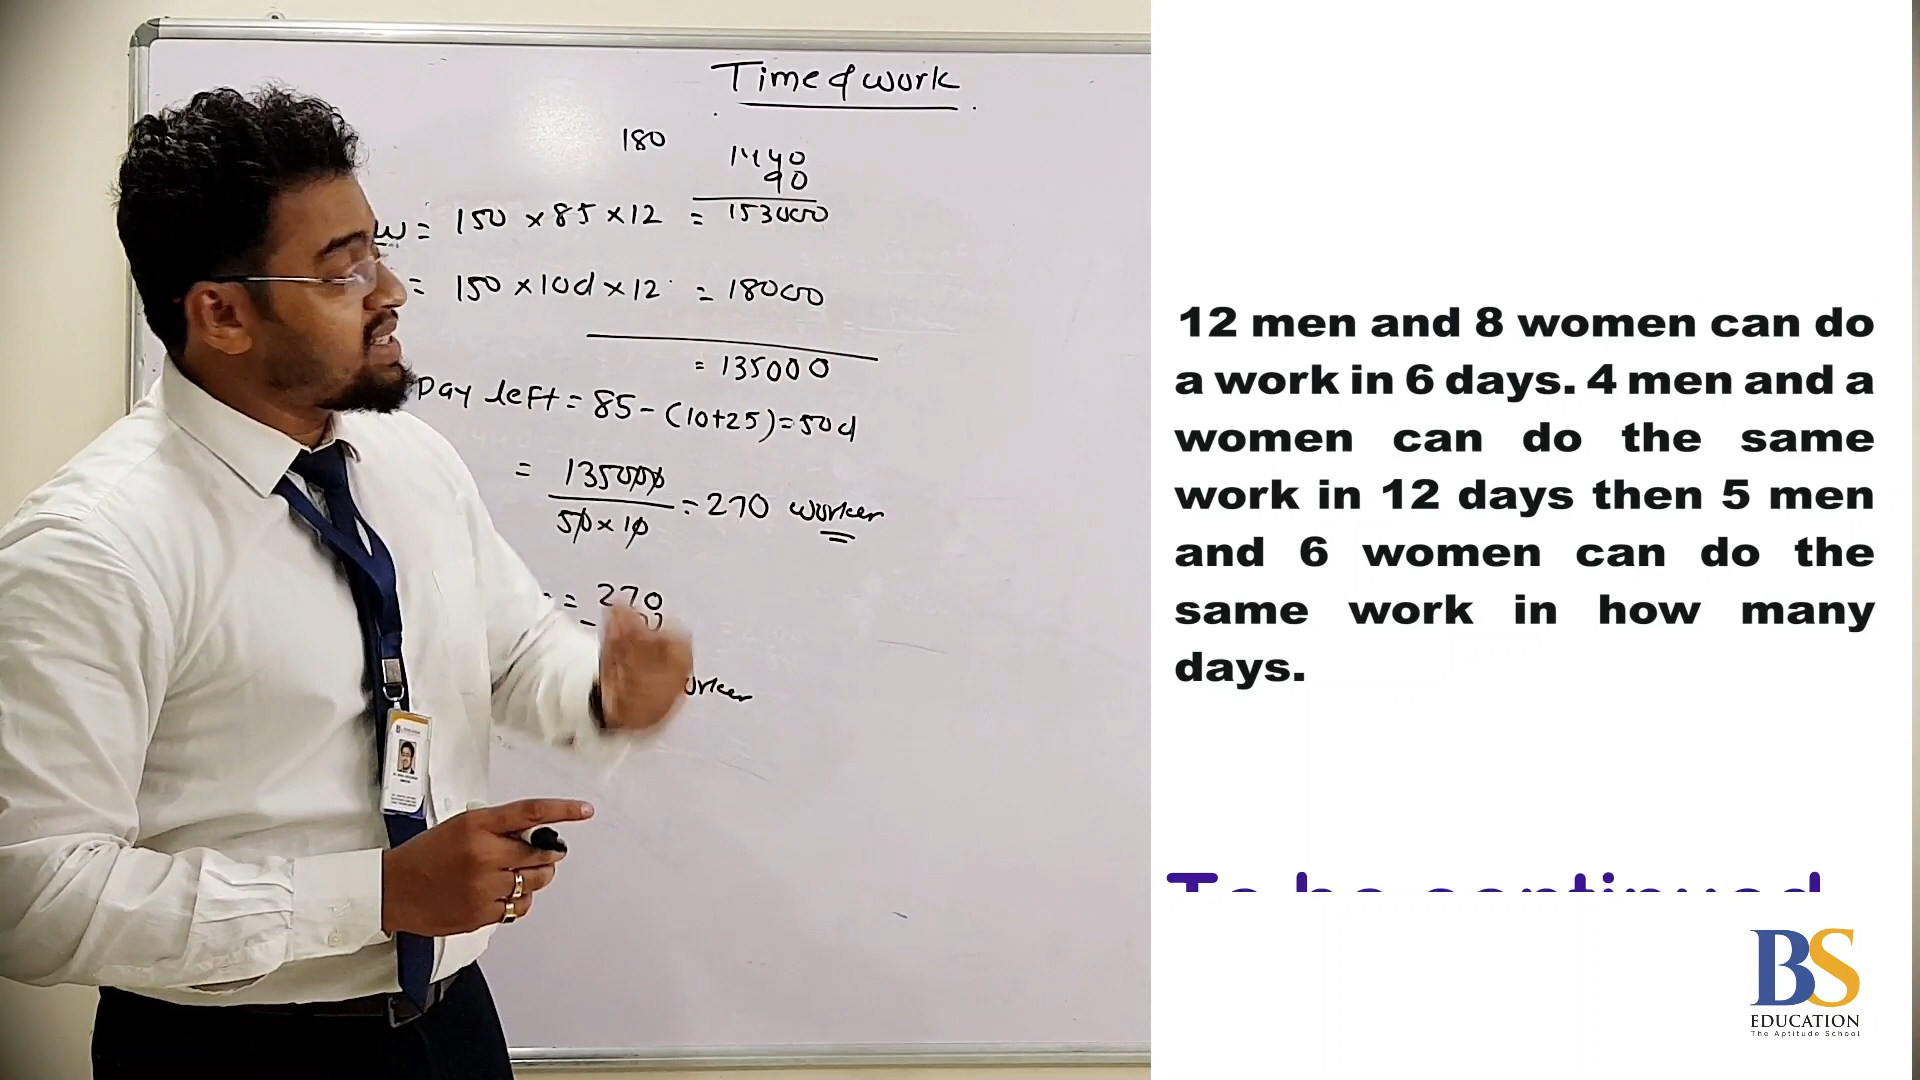 Time & work
180
1440
90
w = 150 × 85 × 12 = 153000
= 150 × 10d × 12 = 18000
= 135000
Day left = 85 - (10+25) = 50d
= 135000 / 50 × 10 = 270 worker
= 270
-
12 men and 8 women can do
a work in 6 days. 4 men and a
women can do the same
work in 12 days then 5 men
and 6 women can do the
same work in how many
days.
To be continued
BS
EDUCATION
The Aptitude School